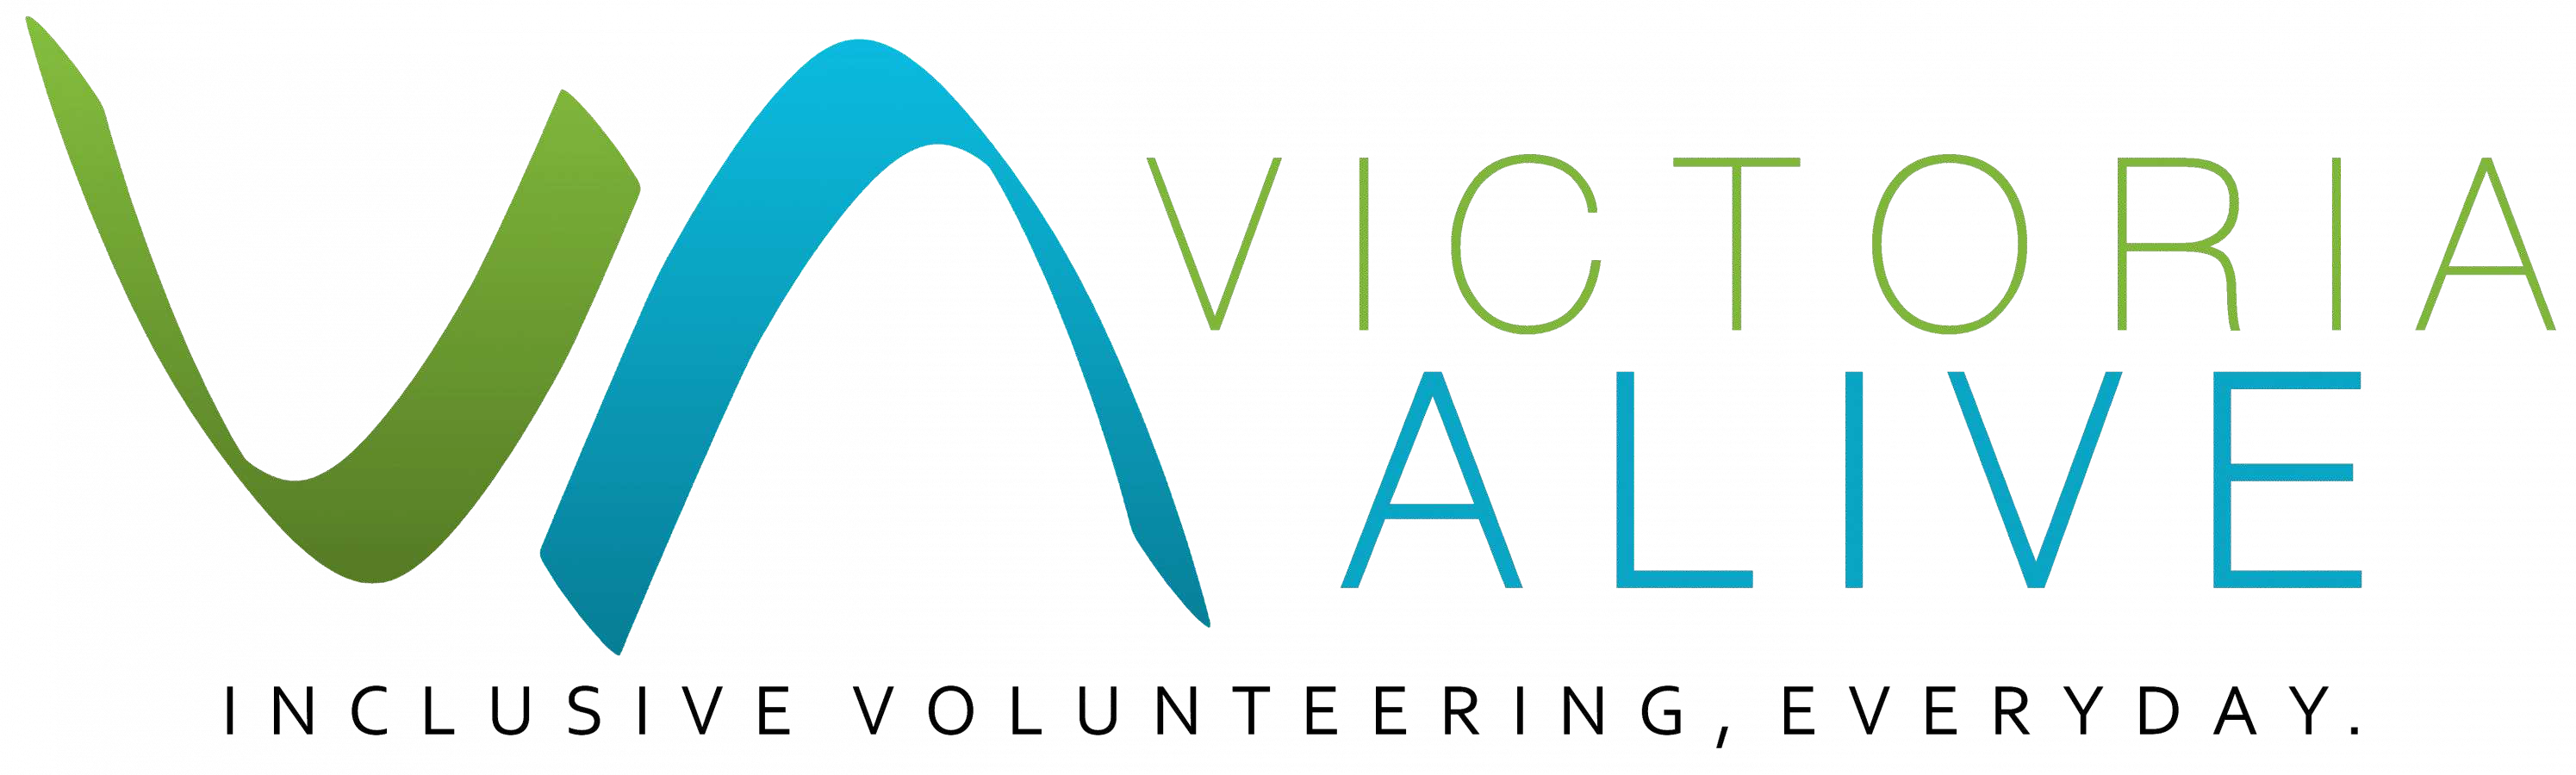 VICTORIA
ALIVE
INCLUSIVE VOLUNTEERING, EVERYDAY.